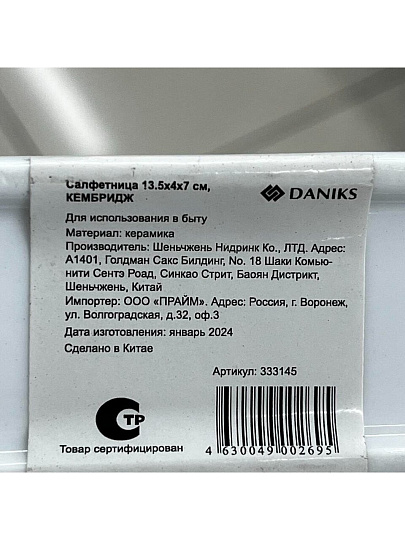 Салфетница 13.5х4х7 см,
КЕМБРИДЖ
DANIKS
Для использования в быту
Материал: керамика
Производитель: Шеньчжень Нидринк Ко., ЛТД. Адрес:
А1401, Голдман Сакс Билдинг, No. 18 Шаки Комью-
нити Сентэ Роад, Синкао Стрит, Баоян Дистрикт,
Шеньчжень, Китай
Импортер: ООО «ПРАЙМ». Адрес: Россия, г. Воронеж,
ул. Волгоградская, д.32, оф.3
Дата изготовления: январь 2024
Сделано в Китае
Артикул: 333145
СТР
Товар сертифицирован
4 630049 002695